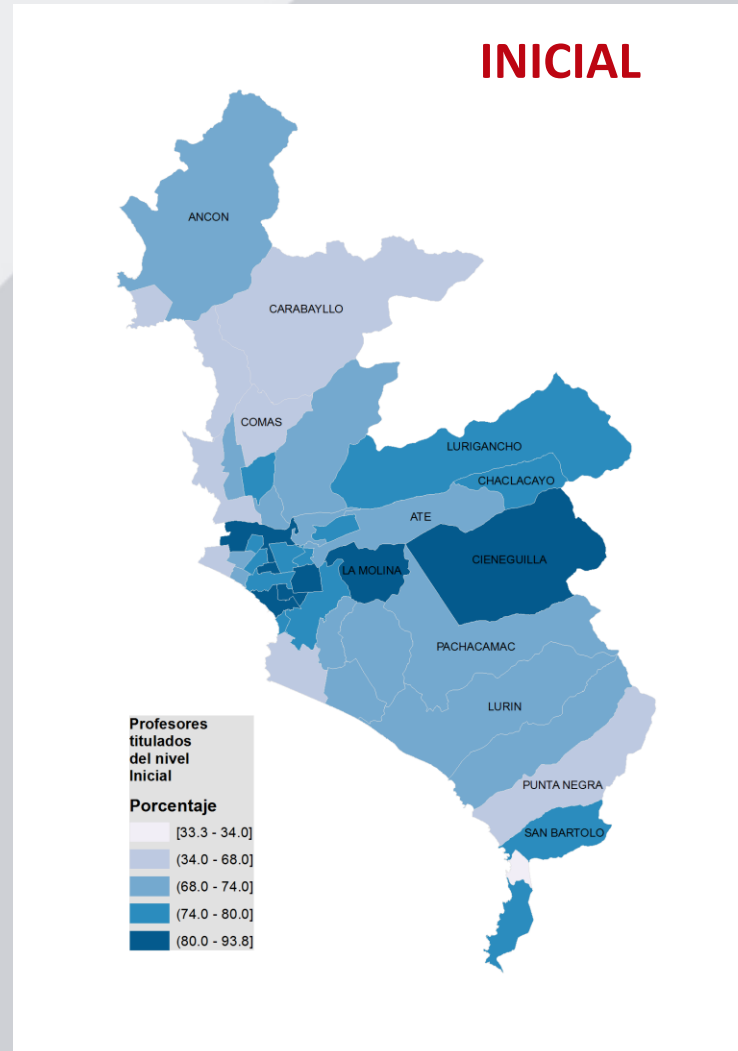 INICIAL
ANCON
CARABAYLLO
COMAS
LURIGANCHO
CHACLACAYO
ATE
CIENEGUILLA
LA MOLINA
PACHACAMAC
LURIN
PUNTA NEGRA
SAN BARTOLO
Profesores
titulados
del nivel
Inicial
Porcentaje
[33.3 - 34.0]
(34.0 - 68.0]
(68.0 - 74.0]
(74.0 - 80.0]
(80.0 - 93.8]